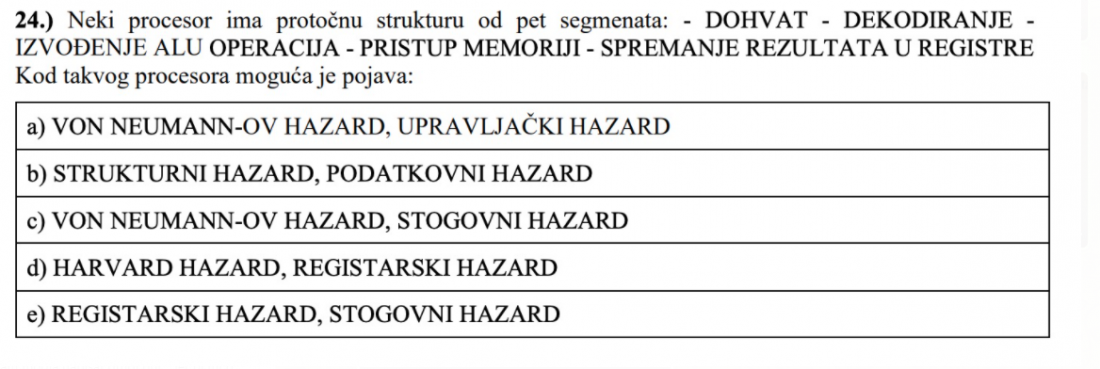 24.) Neki procesor ima protočnu strukturu od pet segmenata: - DOHVAT - DEKODIRANJE -
IZVOĐENJE ALU OPERACIJA - PRISTUP MEMORIJI - SPREMANJE REZULTATA U REGISTRE
Kod takvog procesora moguća je pojava:
a) VON NEUMANN-OV HAZARD, UPRAVLJAČKI HAZARD
b) STRUKTURNI HAZARD, PODATKOVNI HAZARD
c) VON NEUMANN-OV HAZARD, STOGOVNI HAZARD
d) HARVARD HAZARD, REGISTARSKI HAZARD
e) REGISTARSKI HAZARD, STOGOVNI HAZARD